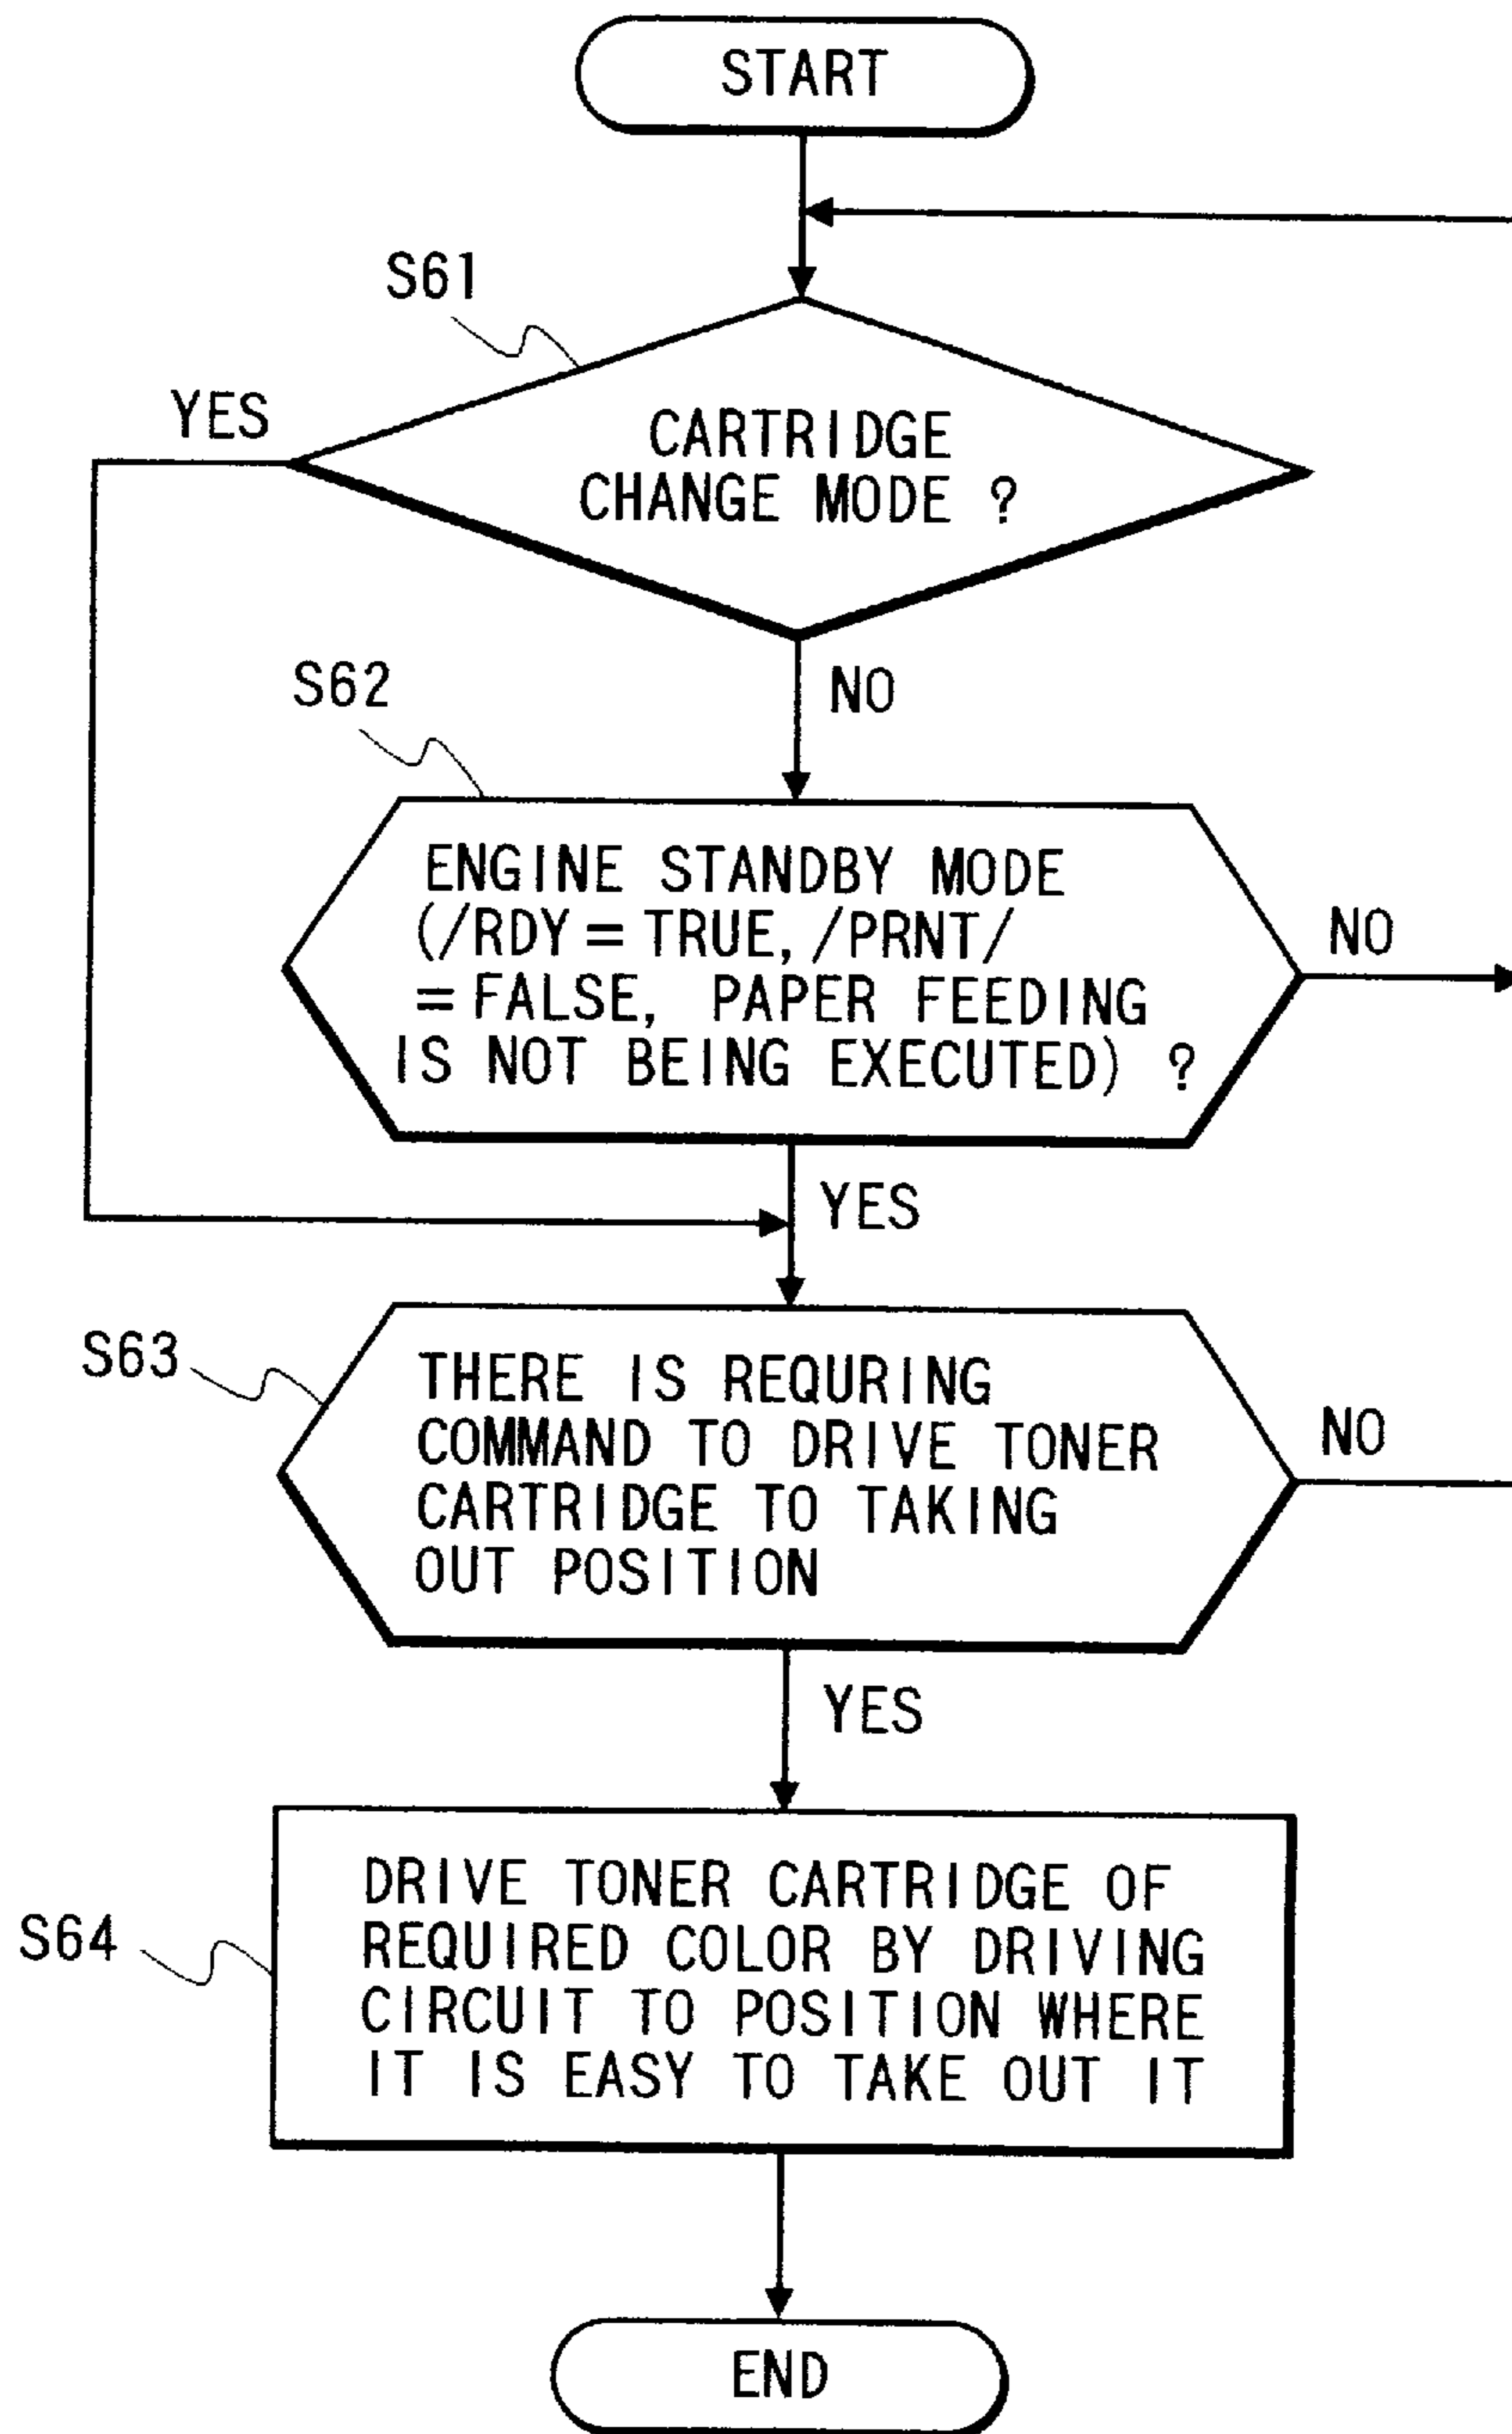 START
S61
YES
CARTRIDGE
CHANGE MODE ?
NO
S62
ENGINE STANDBY MODE
(/RDY = TRUE, /PRNT/
= FALSE, PAPER FEEDING
IS NOT BEING EXECUTED) ?
NO
YES
S63
THERE IS REQURING
COMMAND TO DRIVE TONER
CARTRIDGE TO TAKING
OUT POSITION
NO
YES
S64
DRIVE TONER CARTRIDGE OF
REQUIRED COLOR BY DRIVING
CIRCUIT TO POSITION WHERE
IT IS EASY TO TAKE OUT IT
END